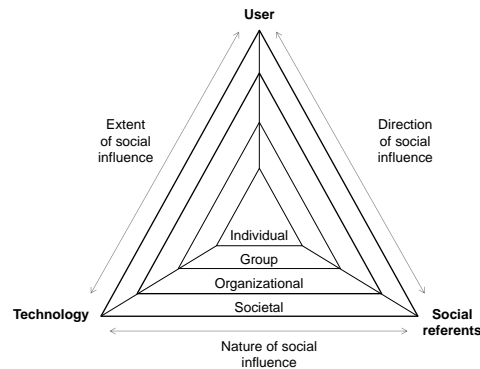 User
Extent
of social
influence
Direction
of social
influence
Individual
Group
Organizational
Societal
Technology
Social
referents
Nature of social
influence